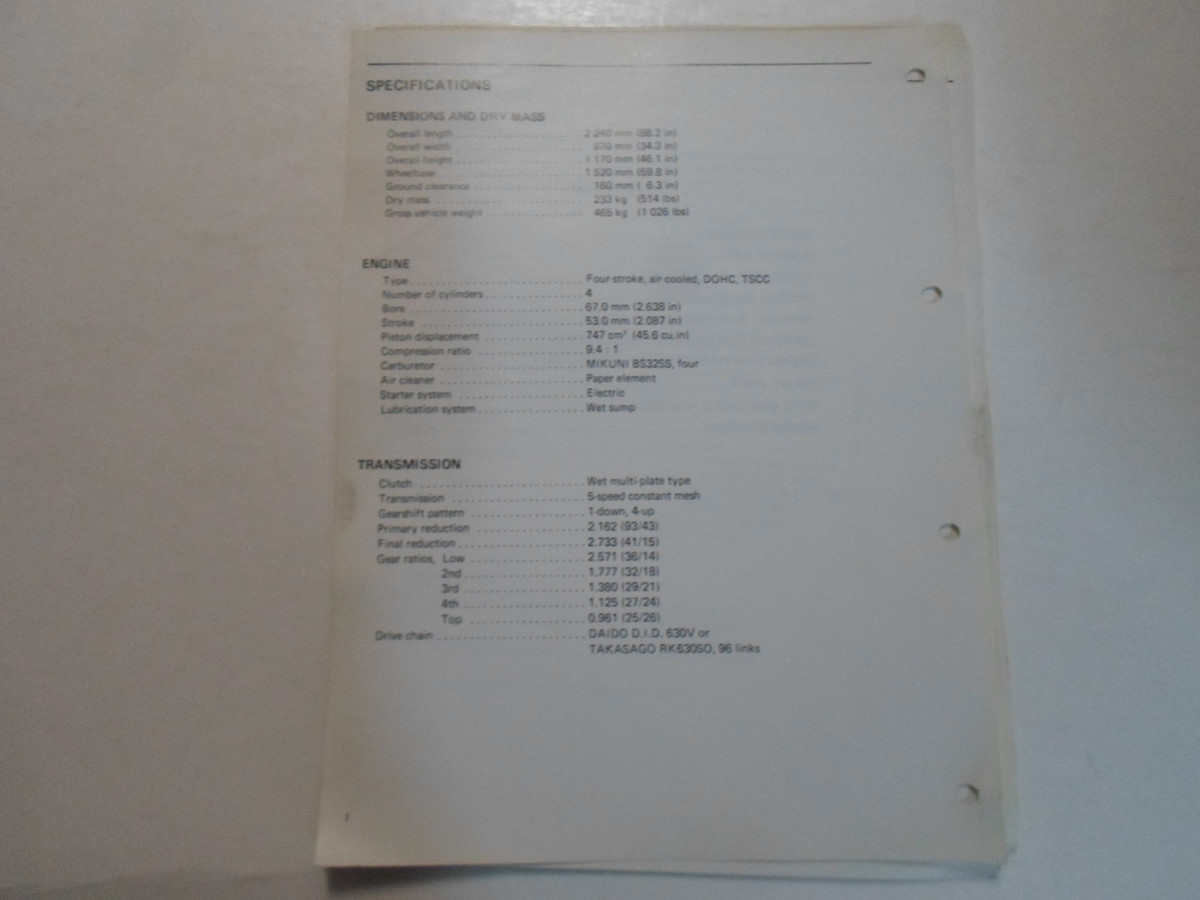 SPECIFICATIONS
DIMENSIONS AND DRY MASS
Overall length 2 240 mm (88.2 in)
Overall width 870 mm (34.3 in)
Overall height 1 170 mm (46.1 in)
Wheelbase 1 520 mm (59.8 in)
Ground clearance 160 mm ( 6.3 in)
Dry mass 233 kg (514 lbs)
Gross vehicle weight 465 kg (1 026 lbs)
ENGINE
Type Four-stroke, air-cooled, DOHC, TSCC
Number of cylinders 4
Bore 67.0 mm (2.638 in)
Stroke 53.0 mm (2.087 in)
Piston displacement 747 cm³ (45.6 cu.in)
Compression ratio 9.4 : 1
Carburetor MIKUNI BS32SS, four
Air cleaner Paper element
Starter system Electric
Lubrication system Wet sump
TRANSMISSION
Clutch Wet multi-plate type
Transmission 5-speed constant mesh
Gearshift pattern 1-down, 4-up
Primary reduction 2.162 (93/43)
Final reduction 2.733 (41/15)
Gear ratios, Low 2.571 (36/14)
2nd 1.777 (32/18)
3rd 1.380 (29/21)
4th 1.125 (27/24)
Top 0.961 (25/26)
Drive chain DAIDO D.I.D. 630V or
TAKASAGO RK630SO, 96 links